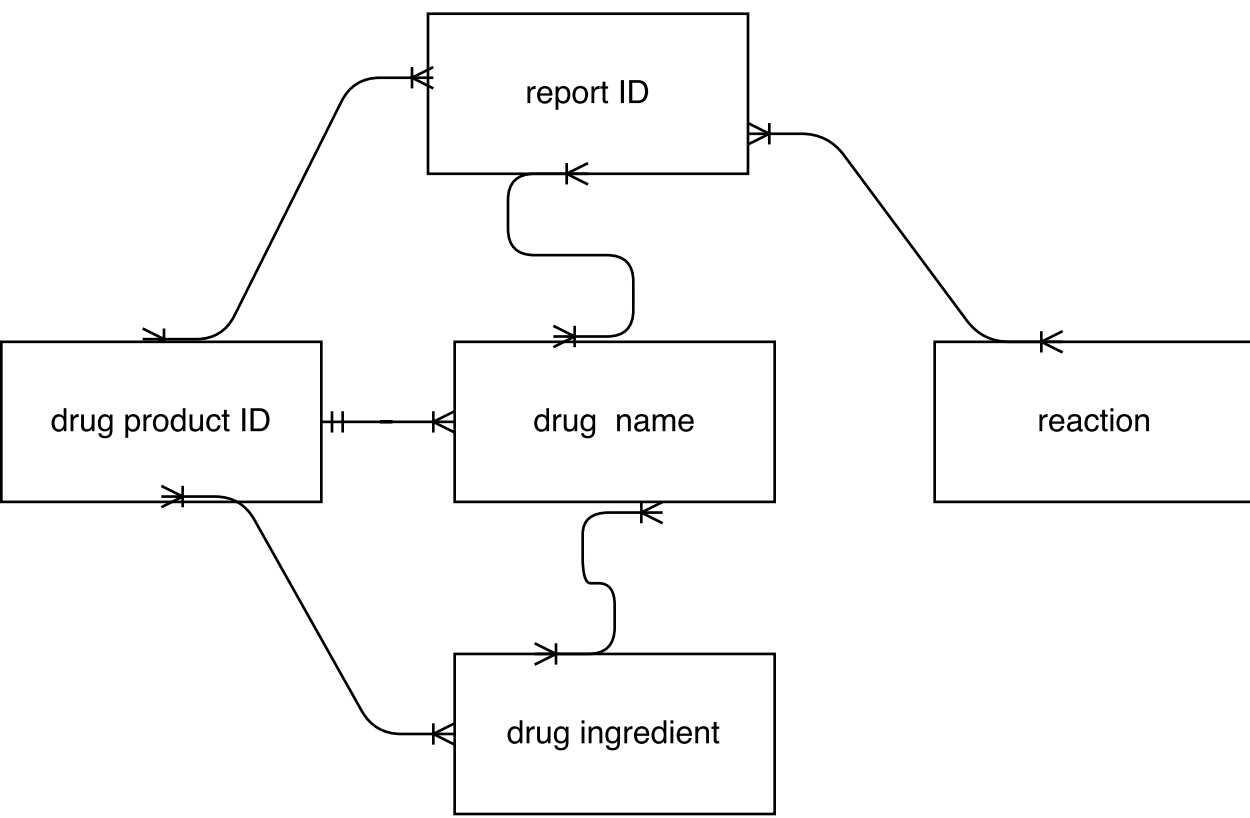 report ID
drug product ID
drug  name
reaction
drug ingredient